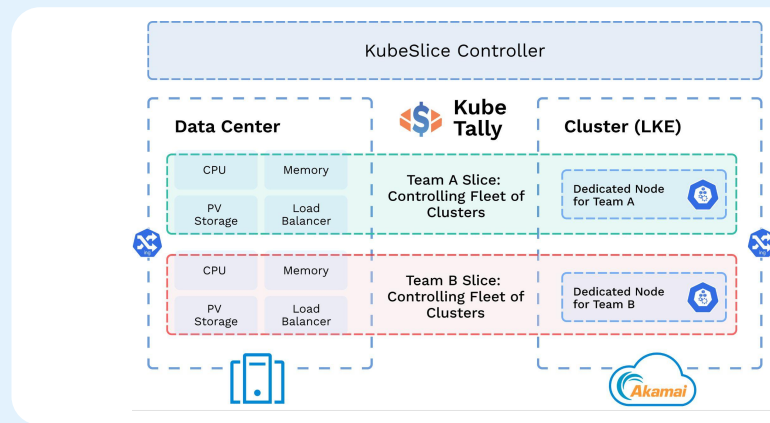 KubeSlice Controller
Kube
Tally
Data Center
Cluster (LKE)
CPU
Memory
PV
Storage
Load
Balancer
Team A Slice:
Controlling Fleet of
Clusters
Dedicated Node
for Team A
CPU
Memory
PV
Storage
Load
Balancer
Team B Slice:
Controlling Fleet of
Clusters
Dedicated Node
for Team B
Akamai